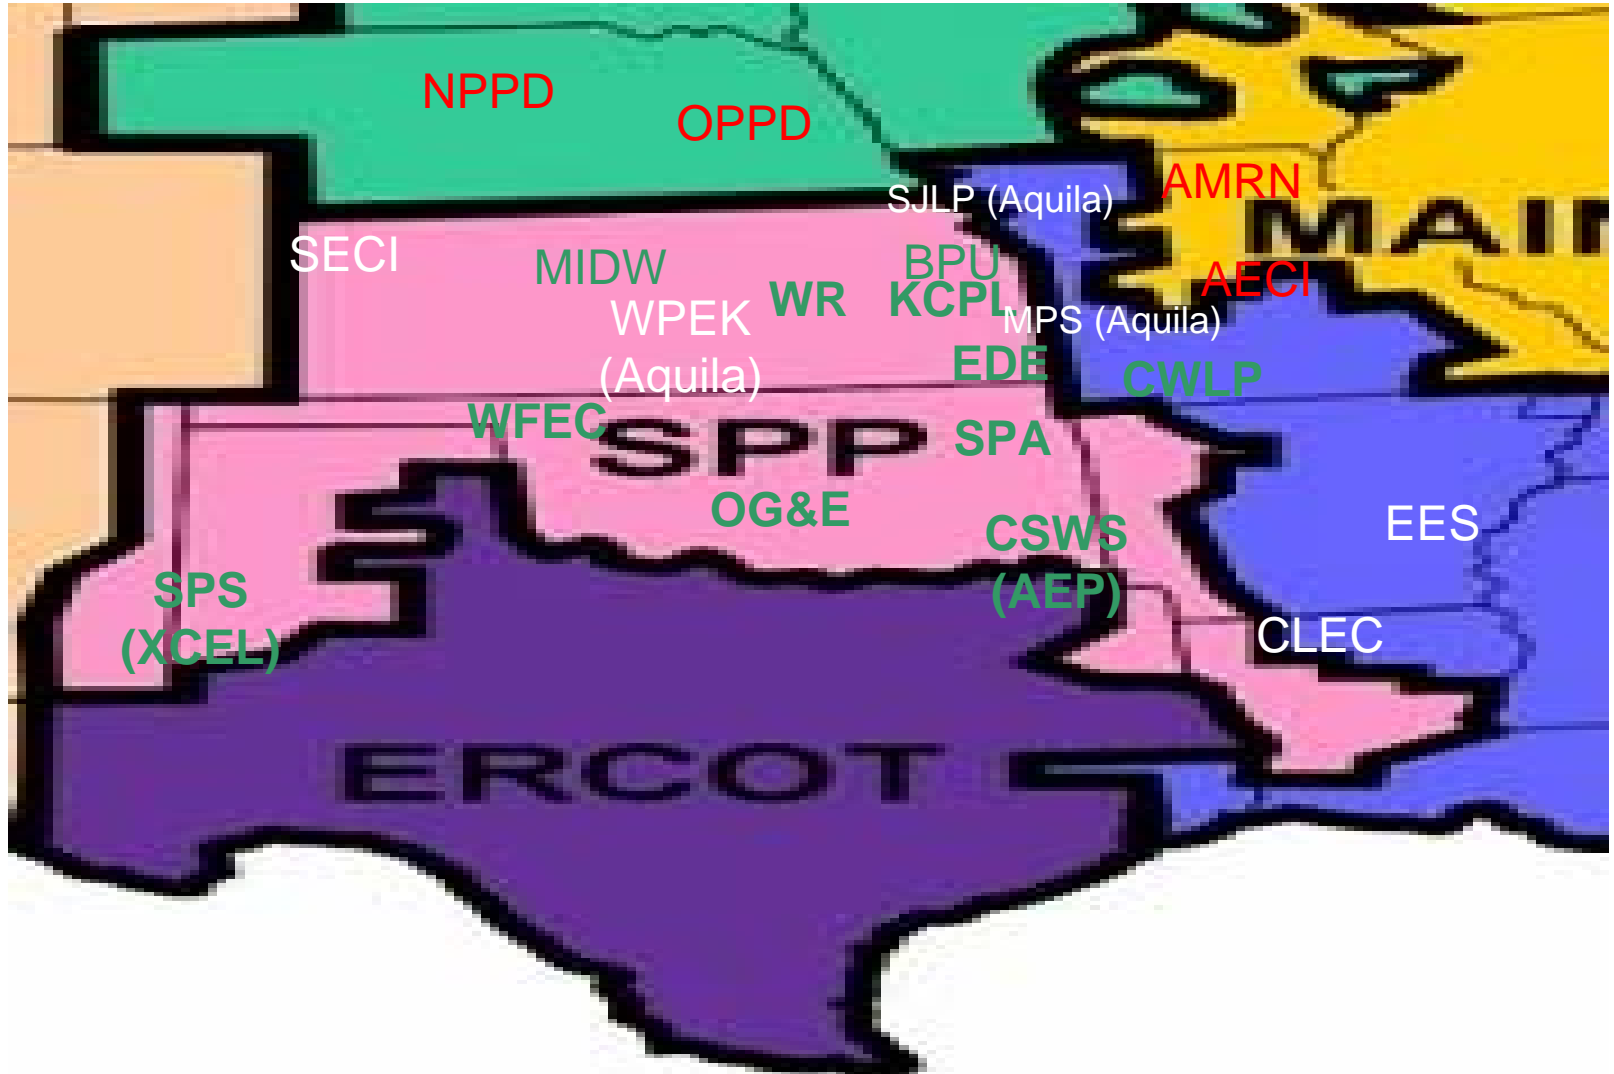 NPPD
OPPD
AMRN
SJLP (Aquila)
MAIN
SECI
MIDW
BPU
AECI
WR
KCPL
WPEK
(Aquila)
MPS (Aquila)
EDE
CWLP
WFEC
SPP
SPA
OG&E
CSWS
(AEP)
EES
SPS
(XCEL)
CLEC
ERCOT